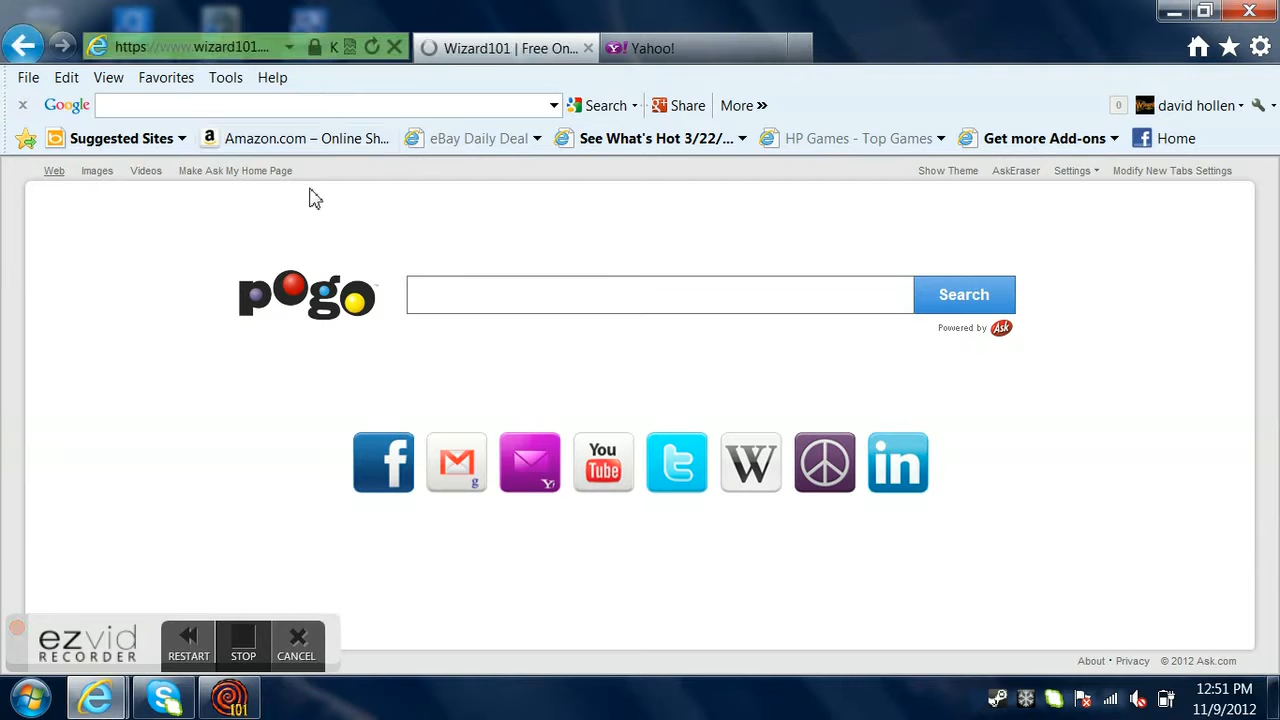 https://www.wizard101.... K Wizard101 | Free On... Yahoo!
File Edit View Favorites Tools Help
Google Search Share More » 0 david hollen
Suggested Sites a Amazon.com – Online Sh... eBay Daily Deal See What's Hot 3/22/... HP Games - Top Games Get more Add-ons f Home
Web Images Videos Make Ask My Home Page Show Theme AskEraser Settings Modify New Tabs Settings
pogo Search
Powered by Ask
f M g Y! You Tube t W in
ezvid
RECORDER
RESTART STOP CANCEL
About • Privacy © 2012 Ask.com
101
12:51 PM
11/9/2012